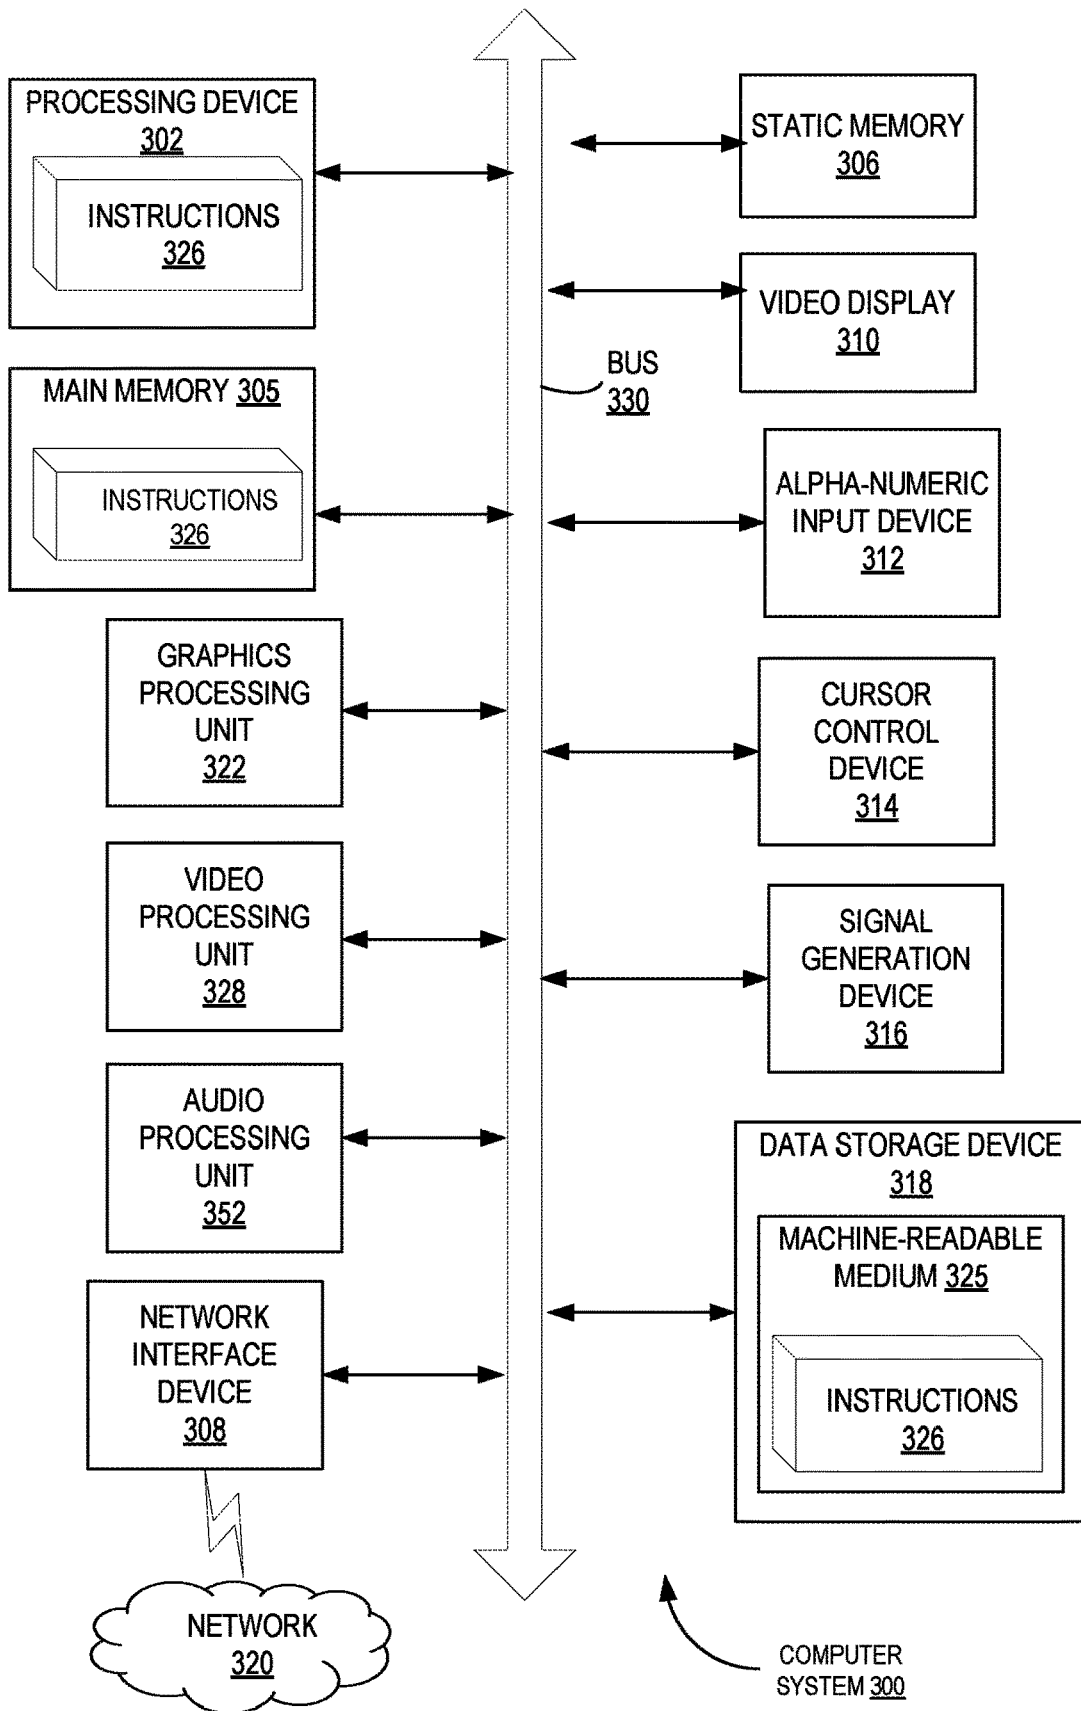 PROCESSING DEVICE
302
INSTRUCTIONS
326
MAIN MEMORY 305
INSTRUCTIONS
326
GRAPHICS
PROCESSING
UNIT
322
VIDEO
PROCESSING
UNIT
328
AUDIO
PROCESSING
UNIT
352
NETWORK
INTERFACE
DEVICE
308
NETWORK
320
BUS
330
STATIC MEMORY
306
VIDEO DISPLAY
310
ALPHA-NUMERIC
INPUT DEVICE
312
CURSOR
CONTROL
DEVICE
314
SIGNAL
GENERATION
DEVICE
316
DATA STORAGE DEVICE
318
MACHINE-READABLE
MEDIUM 325
INSTRUCTIONS
326
COMPUTER
SYSTEM 300